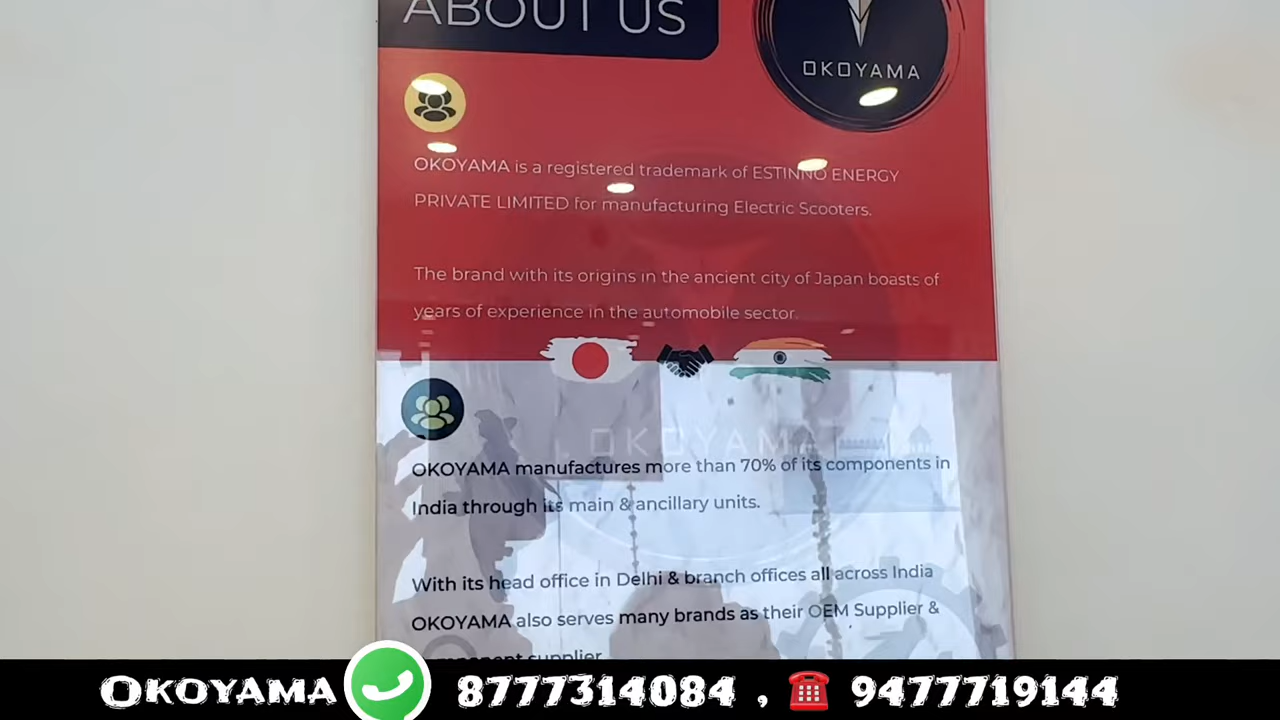 ABOUT US
OKOYAMA
OKOYAMA is a registered trademark of ESTINNO ENERGY
PRIVATE LIMITED for manufacturing Electric Scooters.
The brand with its origins in the ancient city of Japan boasts of
years of experience in the automobile sector.
OKOYAMA
OKOYAMA manufactures more than 70% of its components in
India through its main & ancillary units.
With its head office in Delhi & branch offices all across India
OKOYAMA also serves many brands as their OEM Supplier &
component supplier
OKOYAMA 8777314084 , 9477719144